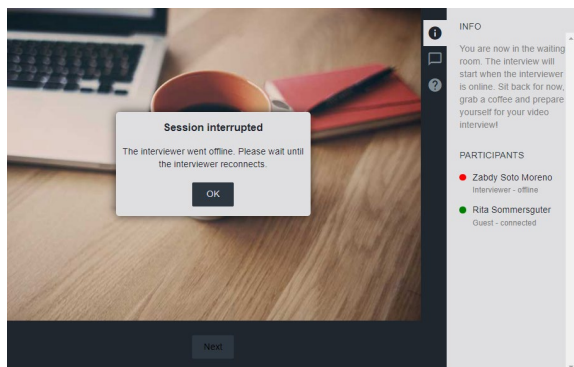 Session interrupted
The interviewer went offline. Please wait until
the interviewer reconnects.
OK
Next
INFO
You are now in the waiting
room. The interview will
start when the interviewer
is online. Sit back for now,
grab a coffee and prepare
yourself for your video
interview!
PARTICIPANTS
Zabdy Soto Moreno
Interviewer - offline
Rita Sommersguter
Guest - connected